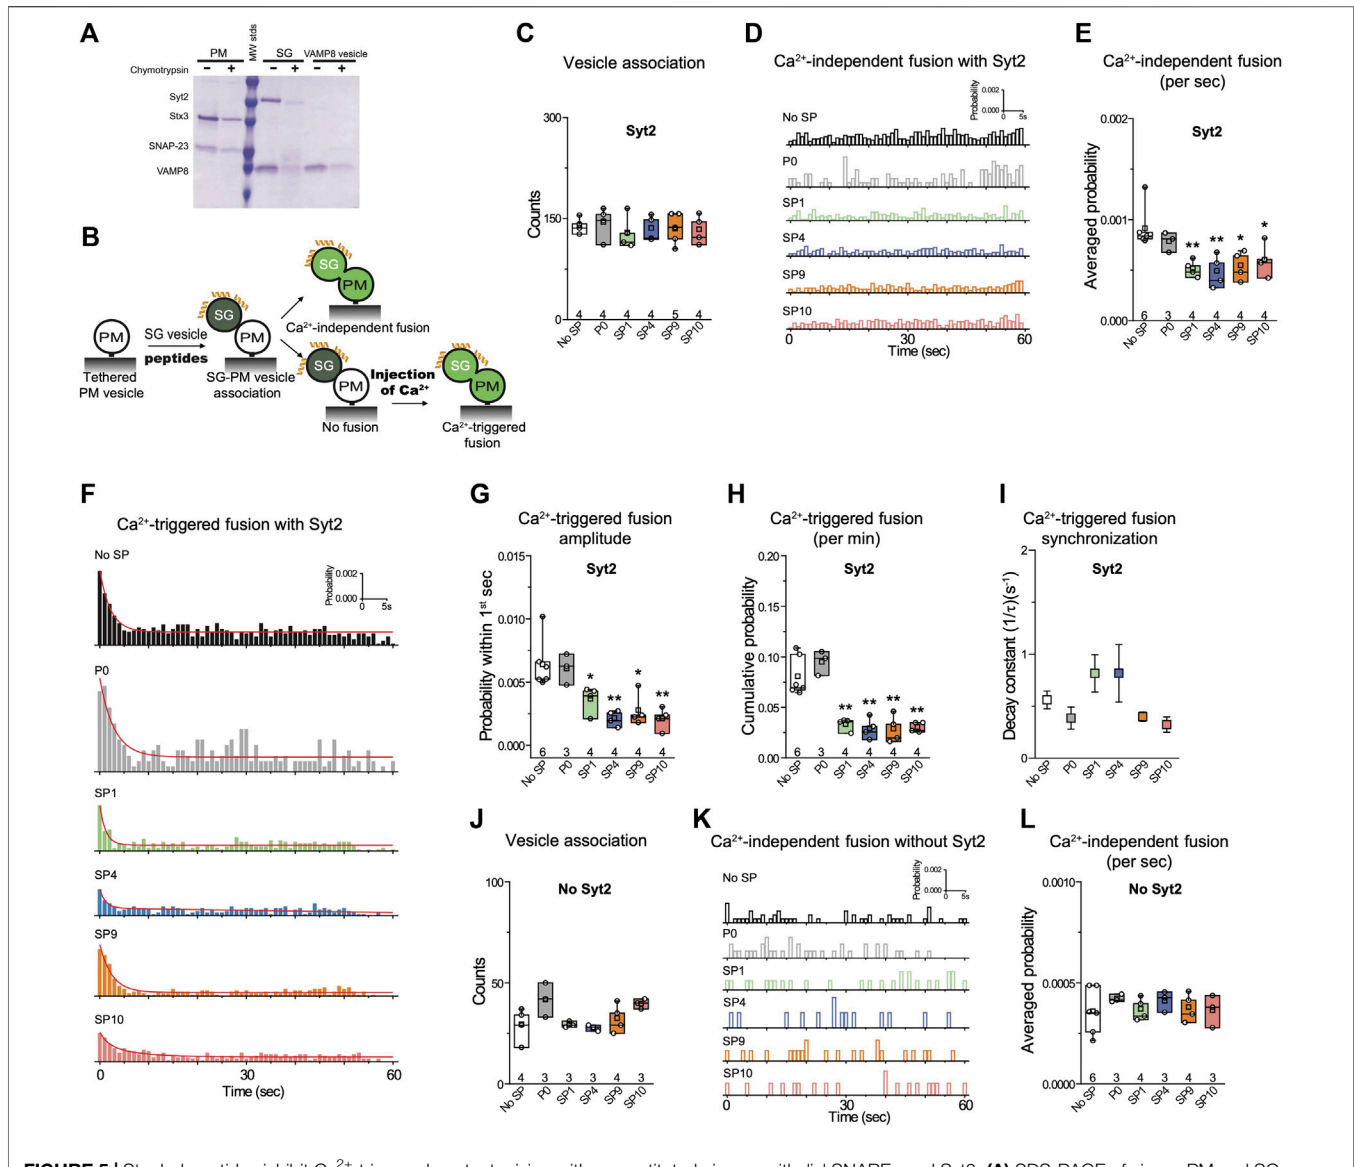 A
PM
MW stds
SG
VAMP8 vesicle
Chymotrypsin
− + − + − +
Syt2
Stx3
SNAP-23
VAMP8
B
PM
Tethered
PM vesicle
SG vesicle
peptides
SG
PM
SG-PM vesicle
association
SG
PM
Ca²⁺-independent fusion
SG
PM
No fusion
Injection
of Ca²⁺
SG
PM
Ca²⁺-triggered
fusion
C
Vesicle association
Syt2
Counts
300
150
0
4 4 4 4 5 4
No SP P0 SP1 SP4 SP9 SP10
D
Ca²⁺-independent fusion with Syt2
Probability
0.002
0.000
0 5s
No SP
P0
SP1
SP4
SP9
SP10
0 30 60
Time (sec)
E
Ca²⁺-independent fusion
(per sec)
Syt2
Averaged probability
0.002
0.001
0.000
** ** * *
6 3 4 4 4 4
No SP P0 SP1 SP4 SP9 SP10
F
Ca²⁺-triggered fusion with Syt2
Probability
0.002
0.000
0 5s
No SP
P0
SP1
SP4
SP9
SP10
0 30 60
Time (sec)
G
Ca²⁺-triggered fusion
amplitude
Syt2
Probability within 1ˢᵗ sec
0.015
0.010
0.005
0.000
* ** * **
6 3 4 4 4 4
No SP P0 SP1 SP4 SP9 SP10
H
Ca²⁺-triggered fusion
(per min)
Syt2
Cumulative probability
0.20
0.15
0.10
0.05
0.00
** ** ** **
6 3 4 4 4 4
No SP P0 SP1 SP4 SP9 SP10
I
Ca²⁺-triggered fusion
synchronization
Syt2
Decay constant (1/τ)(s⁻¹)
2
1
0
No SP P0 SP1 SP4 SP9 SP10
J
Vesicle association
No Syt2
Counts
100
50
0
4 3 3 3 4 3
No SP P0 SP1 SP4 SP9 SP10
K
Ca²⁺-independent fusion without Syt2
Probability
0.002
0.000
0 5s
No SP
P0
SP1
SP4
SP9
SP10
0 30 60
Time (sec)
L
Ca²⁺-independent fusion
(per sec)
No Syt2
Averaged probability
0.0010
0.0005
0.0000
6 3 4 3 4 3
No SP P0 SP1 SP4 SP9 SP10